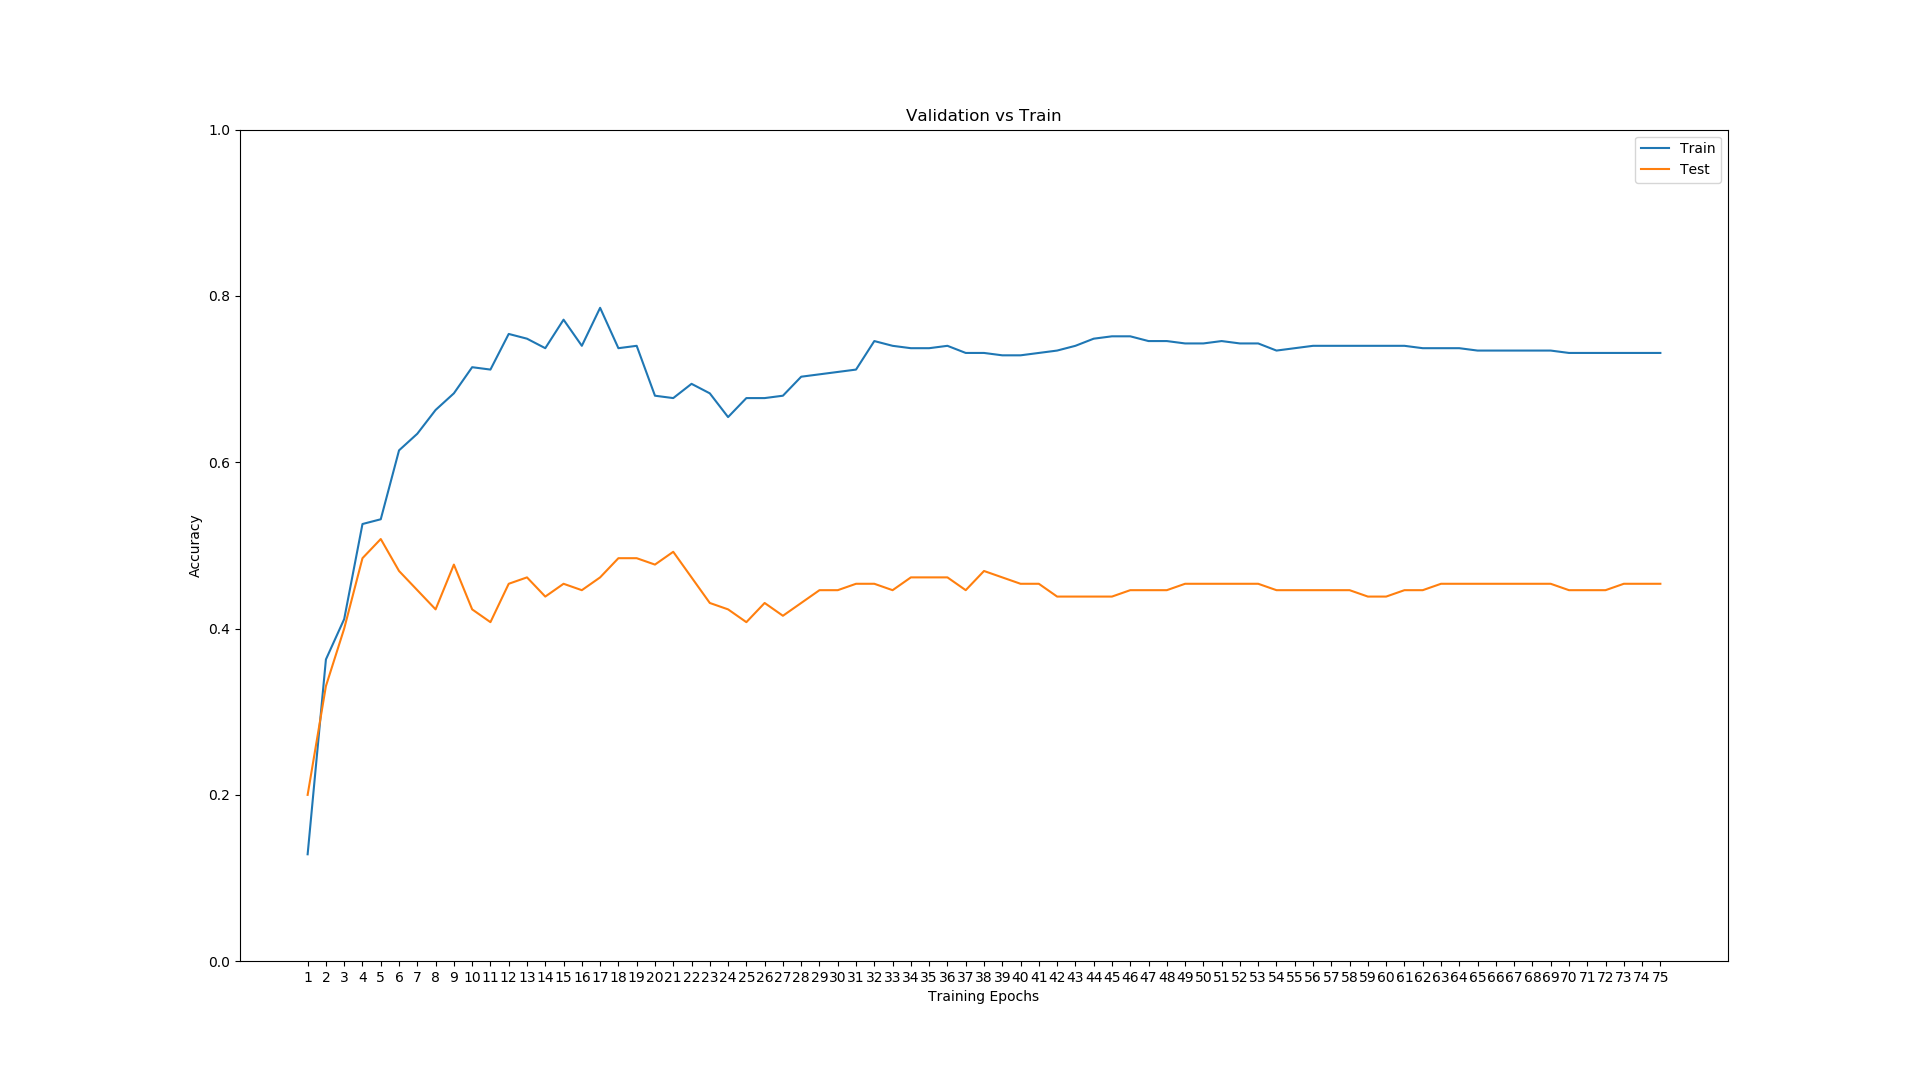 Validation vs Train
1.0
0.8
0.6
0.4
0.2
0.0
Accuracy
Train
Test
1 2 3 4 5 6 7 8 9 10 11 12 13 14 15 16 17 18 19 20 21 22 23 24 25 26 27 28 29 30 31 32 33 34 35 36 37 38 39 40 41 42 43 44 45 46 47 48 49 50 51 52 53 54 55 56 57 58 59 60 61 62 63 64 65 66 67 68 69 70 71 72 73 74 75
Training Epochs